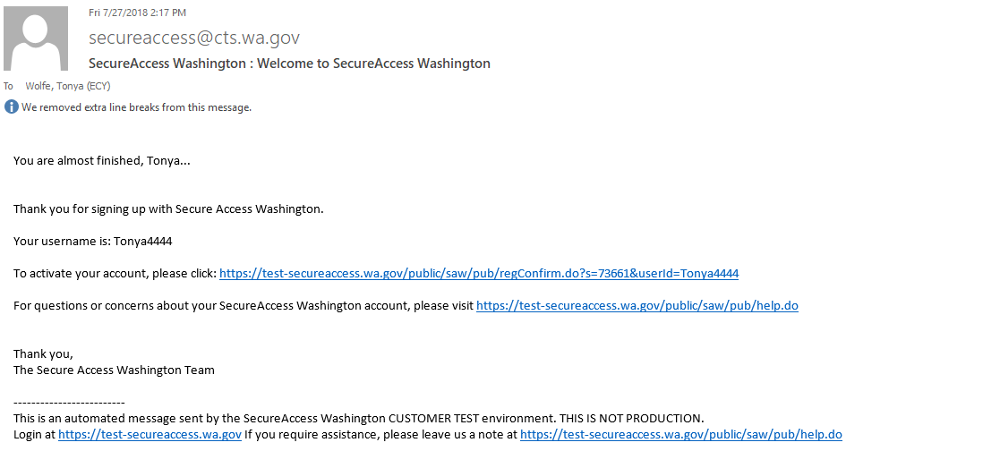 Fri 7/27/2018 2:17 PM
secureaccess@cts.wa.gov
SecureAccess Washington : Welcome to SecureAccess Washington
To Wolfe, Tonya (ECY)
We removed extra line breaks from this message.
You are almost finished, Tonya...
Thank you for signing up with Secure Access Washington.
Your username is: Tonya4444
To activate your account, please click: https://test-secureaccess.wa.gov/public/saw/pub/regConfirm.do?s=73661&userId=Tonya4444
For questions or concerns about your SecureAccess Washington account, please visit https://test-secureaccess.wa.gov/public/saw/pub/help.do
Thank you,
The Secure Access Washington Team
-------------------------
This is an automated message sent by the SecureAccess Washington CUSTOMER TEST environment. THIS IS NOT PRODUCTION.
Login at https://test-secureaccess.wa.gov If you require assistance, please leave us a note at https://test-secureaccess.wa.gov/public/saw/pub/help.do